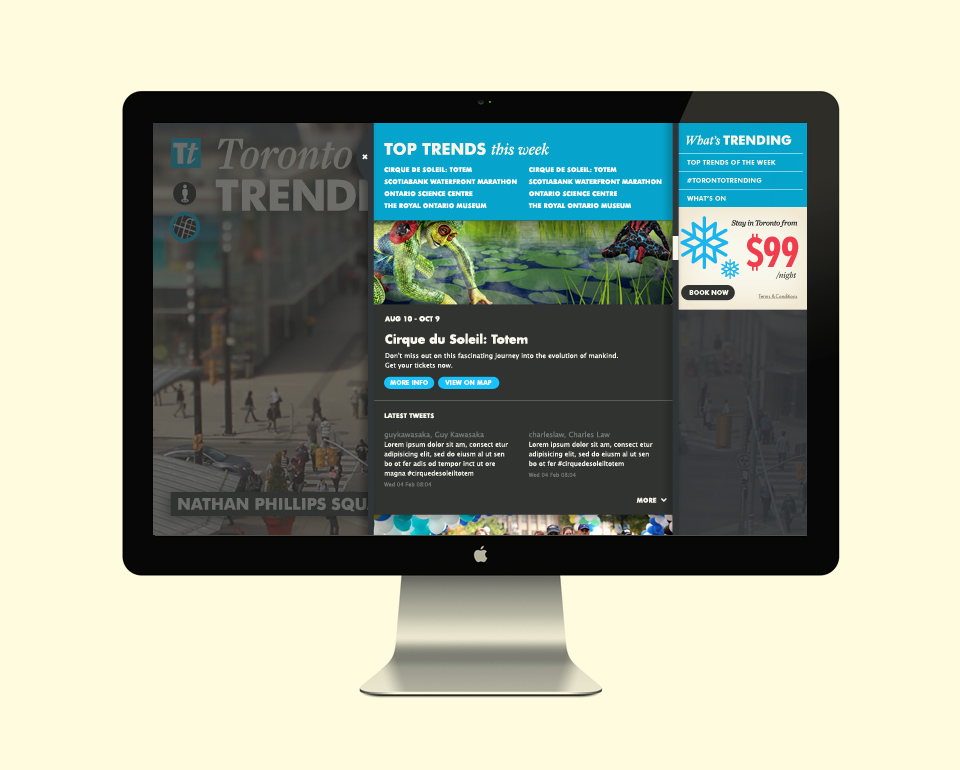 Tt
Toronto
TRENDI
NATHAN PHILLIPS SQU
TOP TRENDS this week
CIRQUE DE SOLEIL: TOTEM
SCOTIABANK WATERFRONT MARATHON
ONTARIO SCIENCE CENTRE
THE ROYAL ONTARIO MUSEUM
CIRQUE DE SOLEIL: TOTEM
SCOTIABANK WATERFRONT MARATHON
ONTARIO SCIENCE CENTRE
THE ROYAL ONTARIO MUSEUM
AUG 10 - OCT 9
Cirque du Soleil: Totem
Don't miss out on this fascinating journey into the evolution of mankind.
Get your tickets now.
MORE INFO
VIEW ON MAP
LATEST TWEETS
guykawasaka, Guy Kawasaka
Lorem ipsum dolor sit am, consect etur
adipisicing elit, sed do eiusm al ut sen
bo ot fer adis od tempor inct ut ore
magna #cirquedesoleiltotem
Wed 04 Feb 08:04
charleslaw, Charles Law
Lorem ipsum dolor sit am, consect etur
adipisicing elit, sed do eiusm al ut sen
bo ot fer #cirquedesoleiltotem
Wed 04 Feb 08:04
MORE
What's TRENDING
TOP TRENDS OF THE WEEK
#TORONTOTRENDING
WHAT'S ON
Stay in Toronto from
$99
/night
BOOK NOW
Terms & Conditions